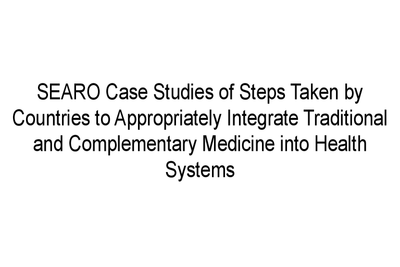 SEARO Case Studies of Steps Taken by
Countries to Appropriately Integrate Traditional
and Complementary Medicine into Health
Systems